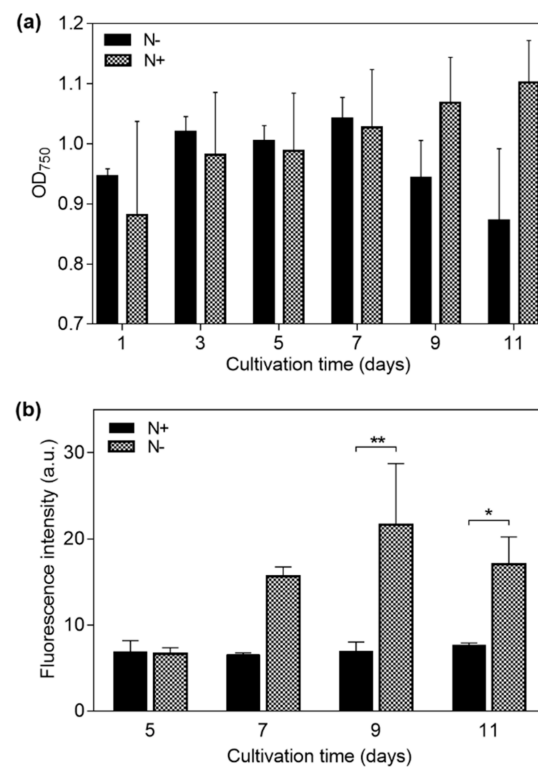 (a)
1.2
1.1
1.0
0.9
0.8
0.7
OD750
N-
N+
1 3 5 7 9 11
Cultivation time (days)
(b)
30
20
10
0
Fluorescence intensity (a.u.)
N+
N-
**
*
5 7 9 11
Cultivation time (days)